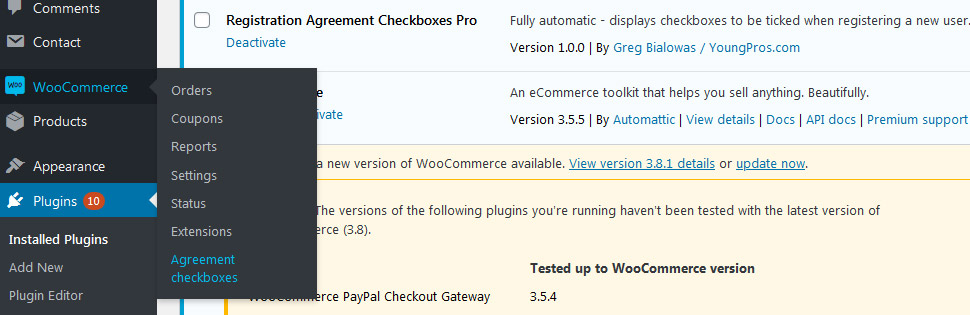 Comments
Contact
WOO WooCommerce
Products
Appearance
Plugins 10
Installed Plugins
Add New
Plugin Editor
Orders
Coupons
Reports
Settings
Status
Extensions
Agreement
checkboxes
Registration Agreement Checkboxes Pro
Deactivate
Fully automatic - displays checkboxes to be ticked when registering a new user.
Version 1.0.0 | By Greg Bialowas / YoungPros.com
An eCommerce toolkit that helps you sell anything. Beautifully.
Version 3.5.5 | By Automattic | View details | Docs | API docs | Premium support
a new version of WooCommerce available. View version 3.8.1 details or update now.
The versions of the following plugins you're running haven't been tested with the latest version of
(3.8).
Tested up to WooCommerce version
WooCommerce PayPal Checkout Gateway 3.5.4